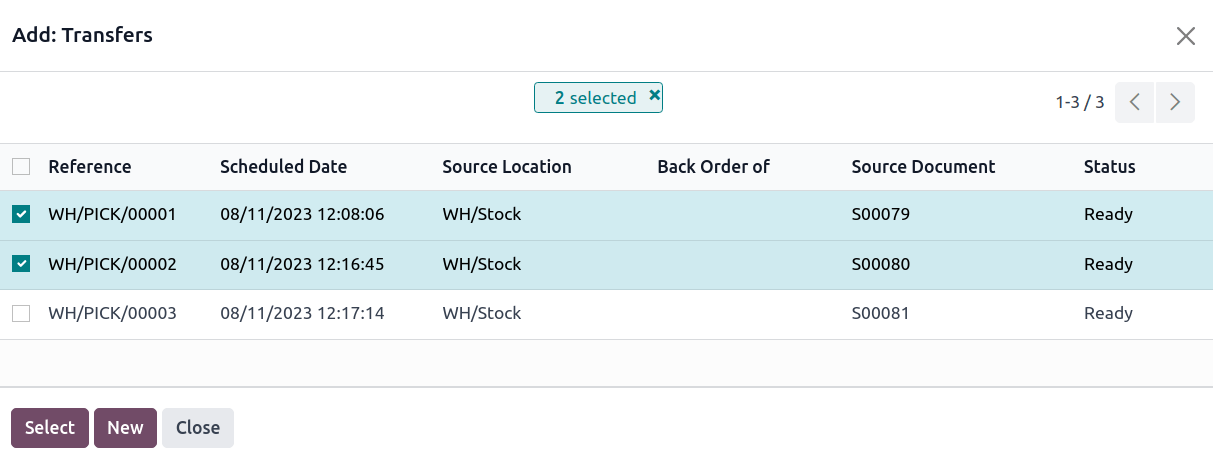 Add: Transfers
2 selected
1-3 / 3
Reference Scheduled Date Source Location Back Order of Source Document Status
WH/PICK/00001 08/11/2023 12:08:06 WH/Stock S00079 Ready
WH/PICK/00002 08/11/2023 12:16:45 WH/Stock S00080 Ready
WH/PICK/00003 08/11/2023 12:17:14 WH/Stock S00081 Ready
Select New Close